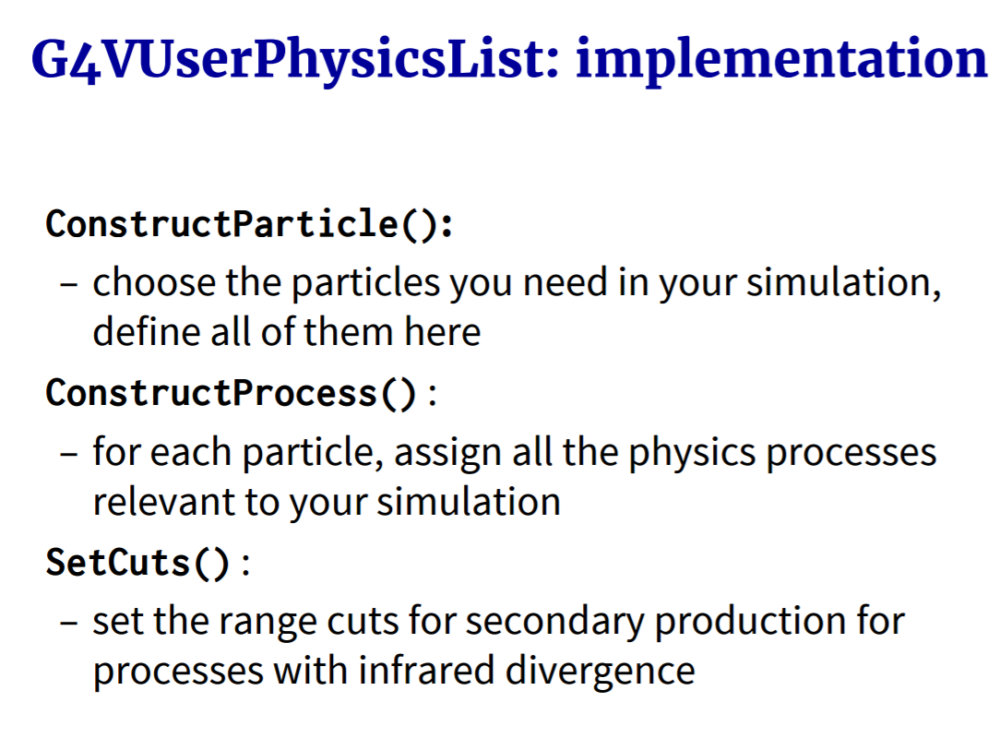 G4VUserPhysicsList: implementation
ConstructParticle():
– choose the particles you need in your simulation,
define all of them here
ConstructProcess():
– for each particle, assign all the physics processes
relevant to your simulation
SetCuts():
– set the range cuts for secondary production for
processes with infrared divergence